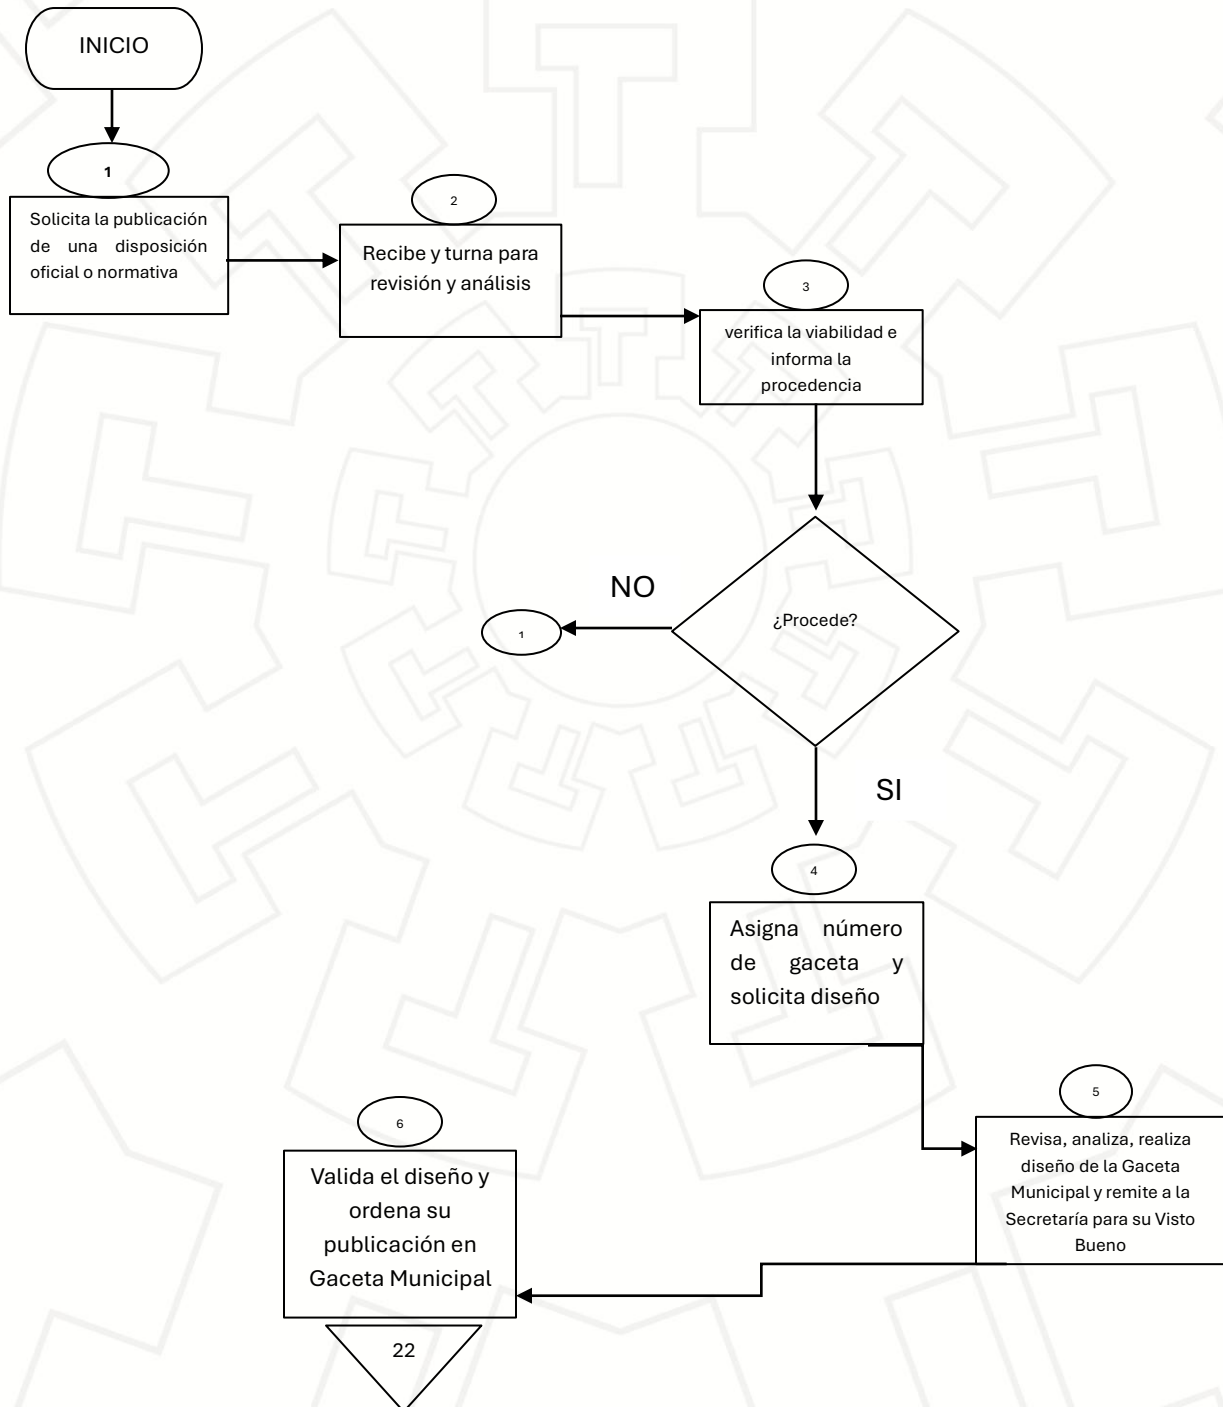 INICIO
1
Solicita la publicación
de una disposición
oficial o normativa
2
Recibe y turna para
revisión y análisis
3
verifica la viabilidad e
informa la
procedencia
¿Procede?
NO
1
SI
4
Asigna número
de gaceta y
solicita diseño
5
Revisa, analiza, realiza
diseño de la Gaceta
Municipal y remite a la
Secretaría para su Visto
Bueno
6
Valida el diseño y
ordena su
publicación en
Gaceta Municipal
22